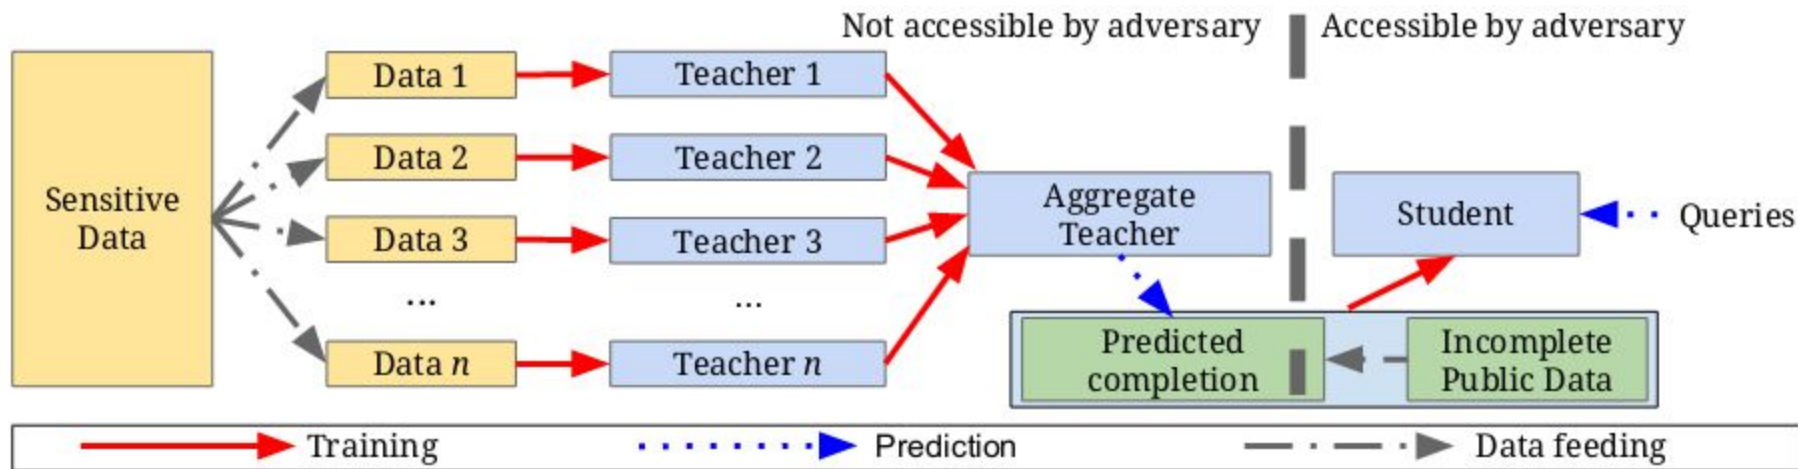 Not accessible by adversary
Accessible by adversary
Sensitive
Data
Data 1
Teacher 1
Data 2
Teacher 2
Data 3
Teacher 3
...
...
Data n
Teacher n
Aggregate
Teacher
Student
Queries
Predicted
completion
Incomplete
Public Data
Training
Prediction
Data feeding